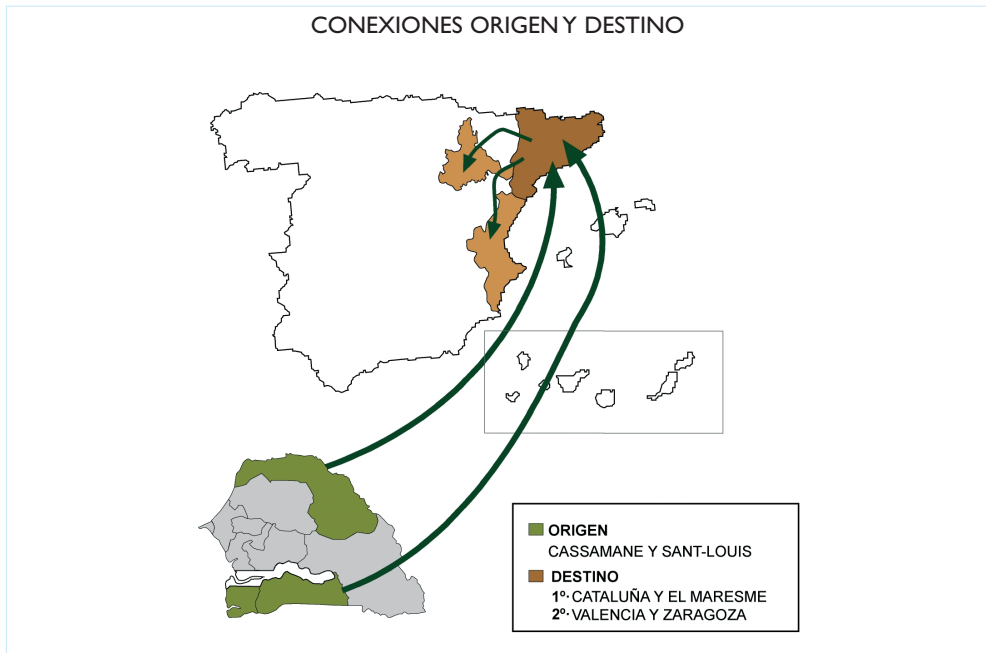 CONEXIONES ORIGEN Y DESTINO
ORIGEN
CASSAMANE Y SANT-LOUIS
DESTINO
1º· CATALUÑA Y EL MARESME
2º· VALENCIA Y ZARAGOZA